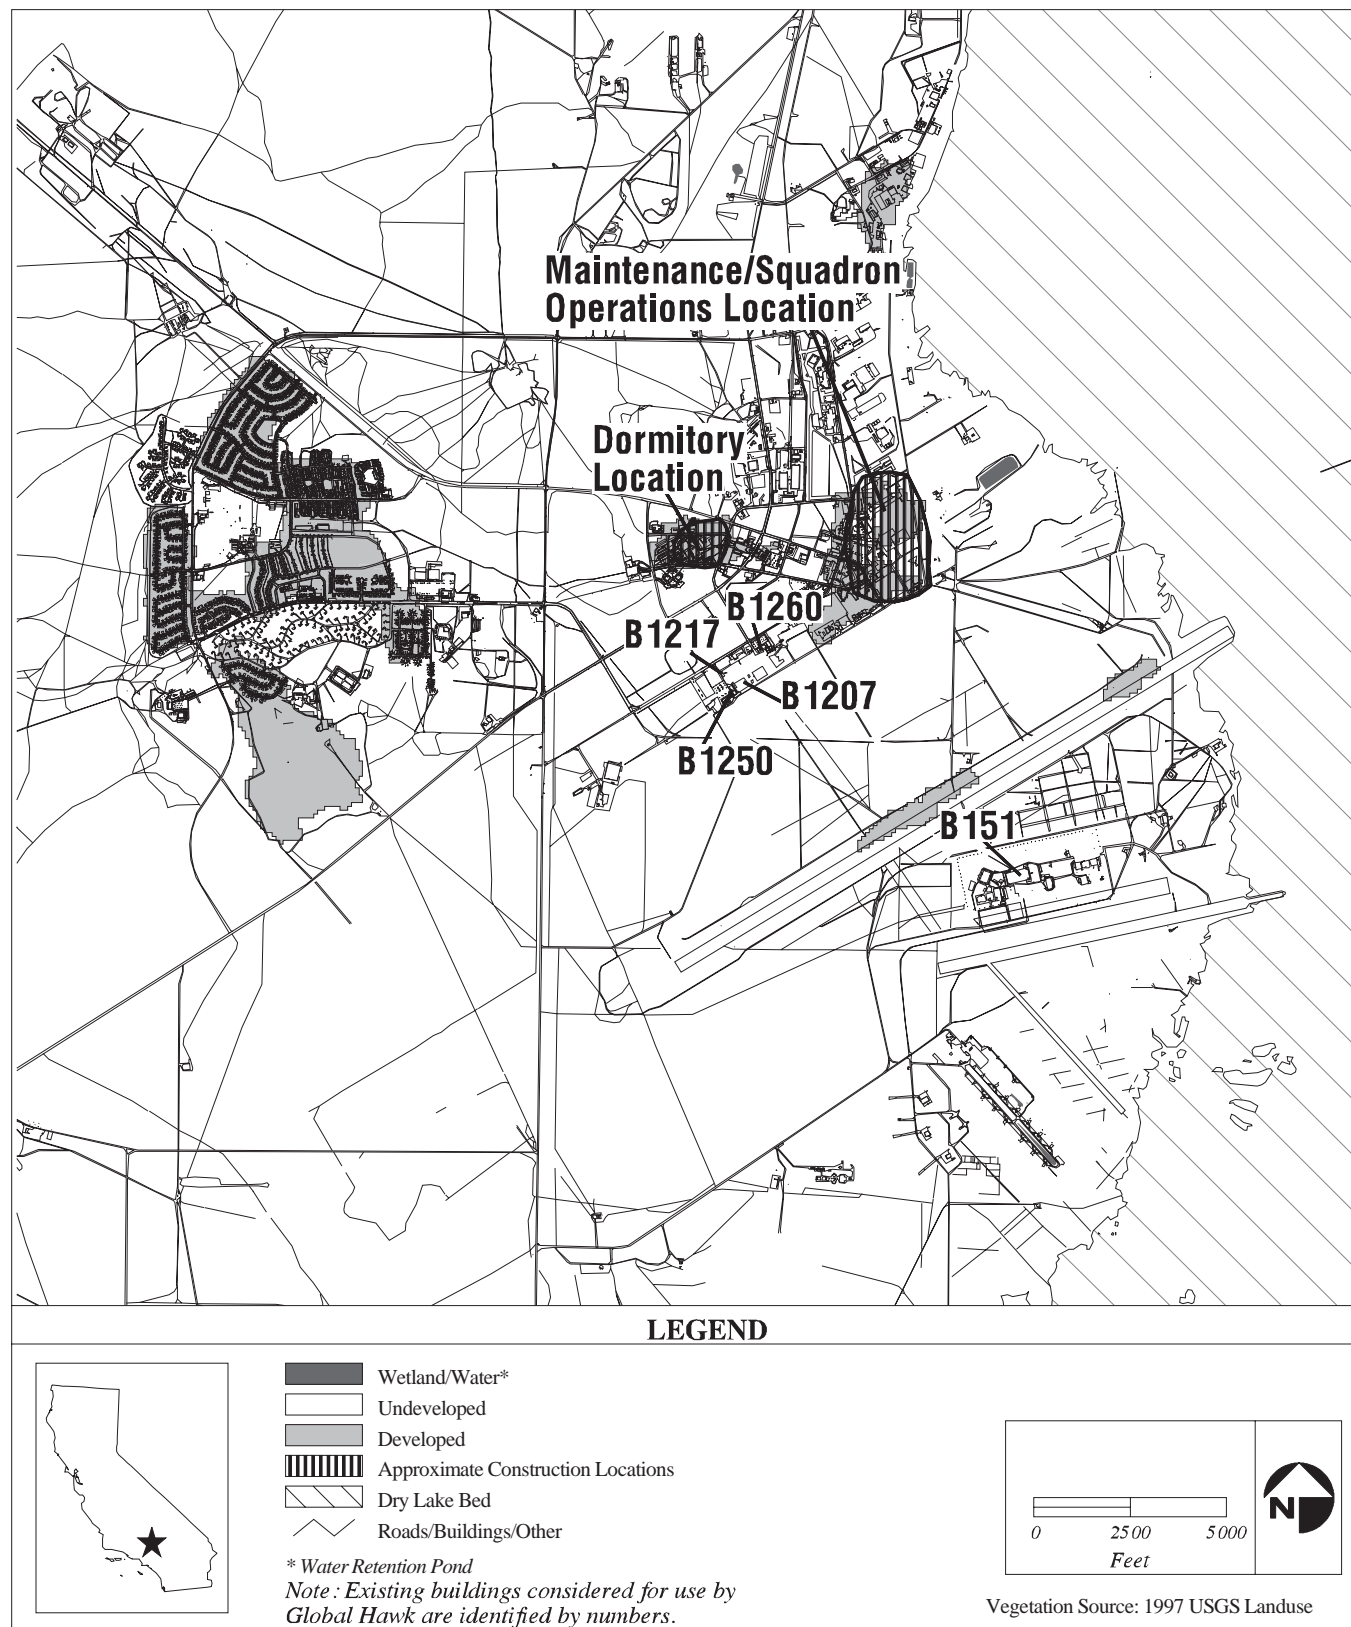 Maintenance/Squadron
Operations Location
Dormitory
Location
B1260
B1217
B1207
B1250
B151
LEGEND
Wetland/Water*
Undeveloped
Developed
Approximate Construction Locations
Dry Lake Bed
Roads/Buildings/Other
* Water Retention Pond
Note: Existing buildings considered for use by
Global Hawk are identified by numbers.
0 2500 5000
Feet
N
Vegetation Source: 1997 USGS Landuse